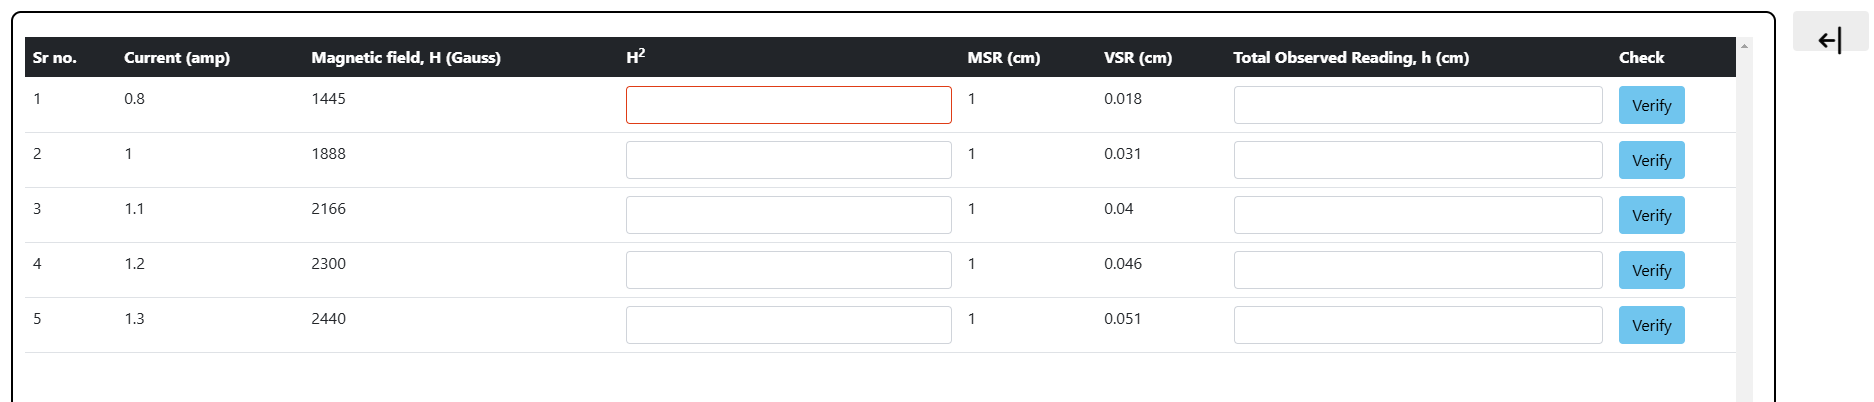 Sr no. Current (amp) Magnetic field, H (Gauss) H² MSR (cm) VSR (cm) Total Observed Reading, h (cm) Check
1 0.8 1445 1 0.018 Verify
2 1 1888 1 0.031 Verify
3 1.1 2166 1 0.04 Verify
4 1.2 2300 1 0.046 Verify
5 1.3 2440 1 0.051 Verify